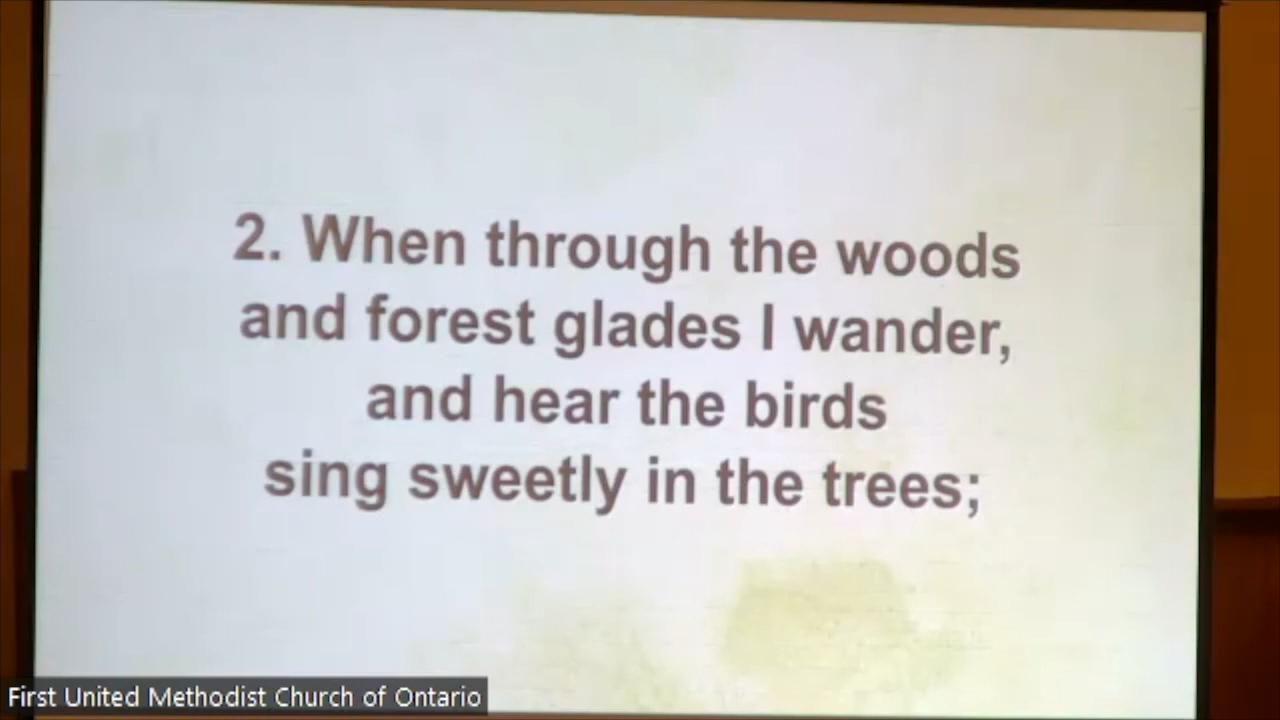 2. When through the woods
and forest glades I wander,
and hear the birds
sing sweetly in the trees;
First United Methodist Church of Ontario